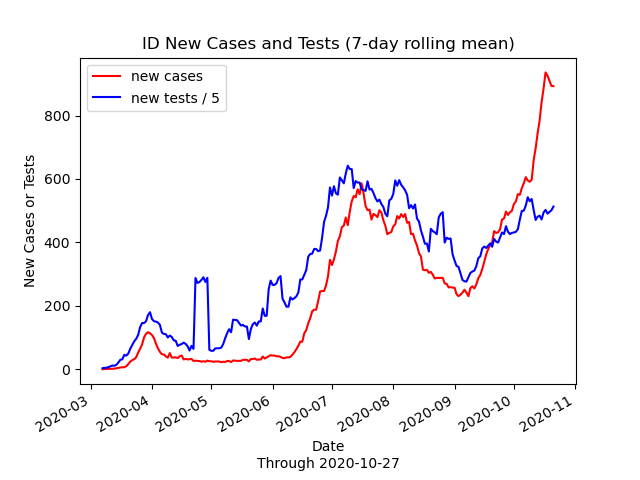 ID New Cases and Tests (7-day rolling mean)
new cases
new tests / 5
New Cases or Tests
800
600
400
200
0
2020-03
2020-04
2020-05
2020-06
2020-07
2020-08
2020-09
2020-10
2020-11
Date
Through 2020-10-27